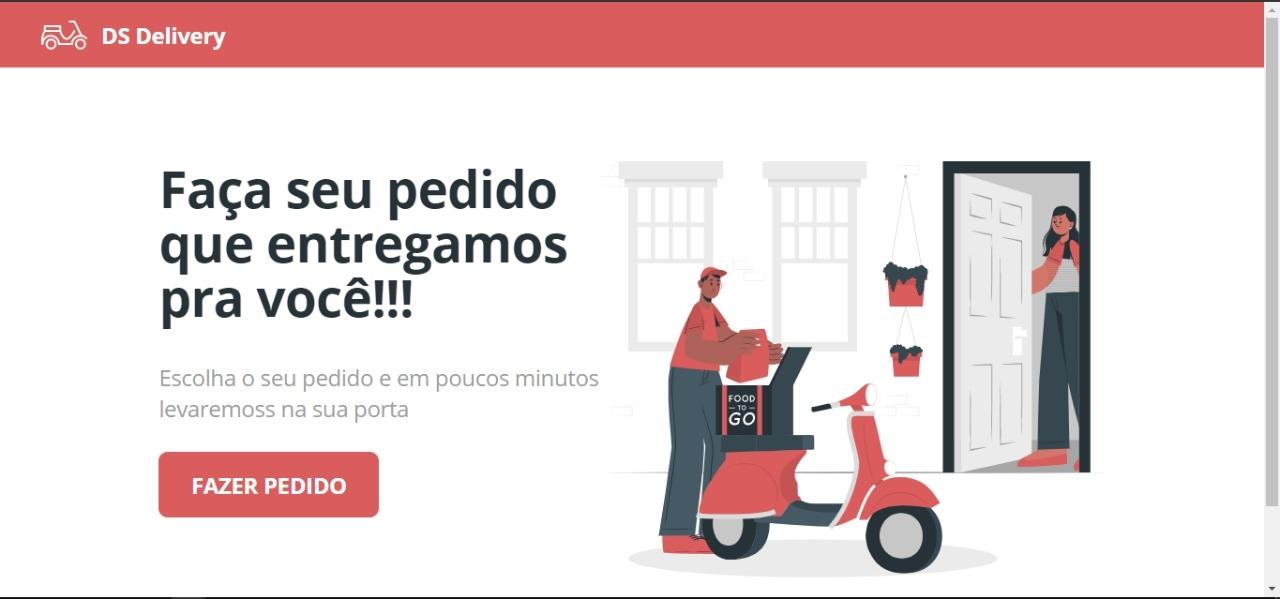 DS Delivery
Faça seu pedido
que entregamos
pra você!!!
Escolha o seu pedido e em poucos minutos
levaremoss na sua porta
FAZER PEDIDO
FOOD
TO
GO